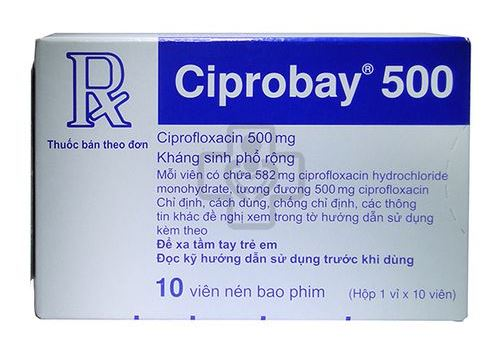 Rx
Ciprobay® 500
Thuốc bán theo đơn
Ciprofloxacin 500 mg
Kháng sinh phổ rộng
Mỗi viên có chứa 582 mg ciprofloxacin hydrochloride
monohydrate, tương đương 500 mg ciprofloxacin
Chỉ định, cách dùng, chống chỉ định, các thông
tin khác đề nghị xem trong tờ hướng dẫn sử dụng
kèm theo
Để xa tầm tay trẻ em
Đọc kỹ hướng dẫn sử dụng trước khi dùng
10 viên nén bao phim (Hộp 1 vỉ x 10 viên)